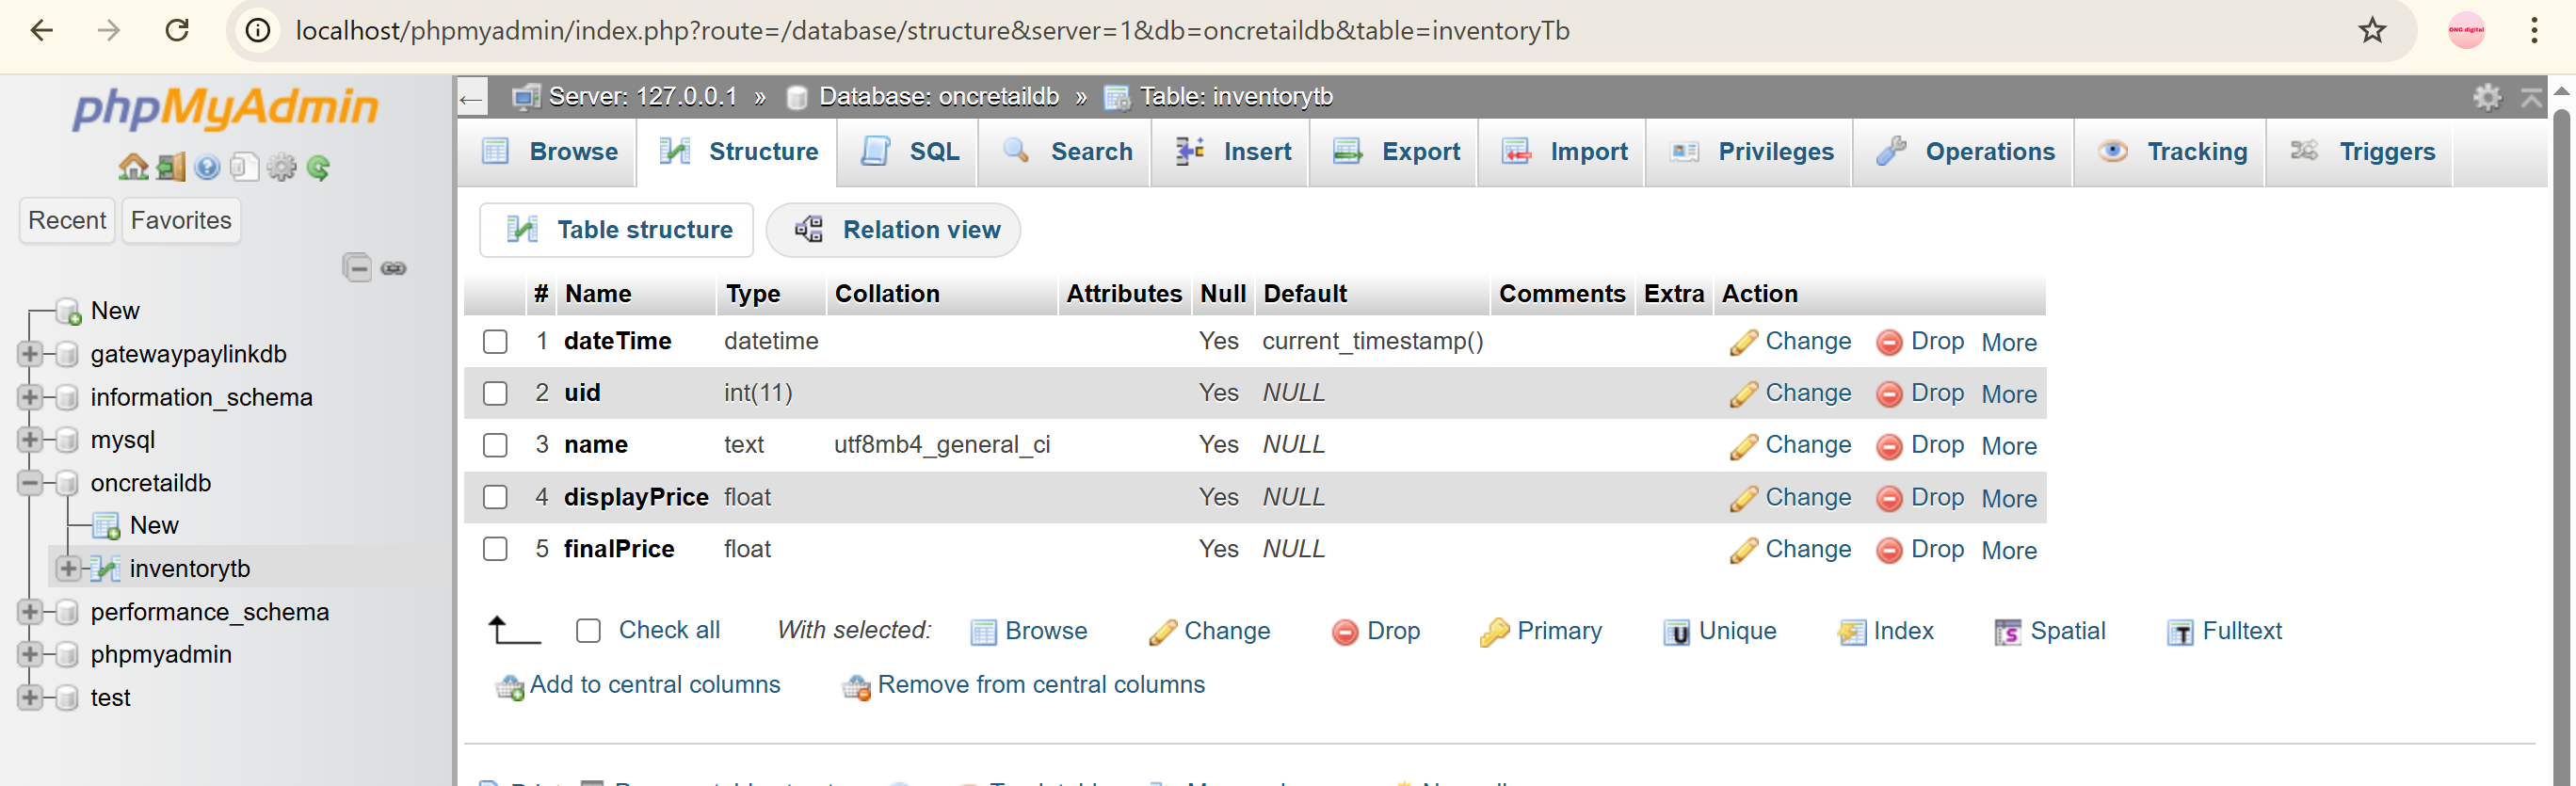 localhost/phpmyadmin/index.php?route=/database/structure&server=1&db=oncretaildb&table=inventoryTb
ONC digital
phpMyAdmin
Recent Favorites
New
gatewaypaylinkdb
information_schema
mysql
oncretaildb
New
inventorytb
performance_schema
phpmyadmin
test
Server: 127.0.0.1 » Database: oncretaildb » Table: inventorytb
Browse Structure SQL Search Insert Export Import Privileges Operations Tracking Triggers
Table structure Relation view
# Name Type Collation Attributes Null Default Comments Extra Action
1 dateTime datetime Yes current_timestamp() Change Drop More
2 uid int(11) Yes NULL Change Drop More
3 name text utf8mb4_general_ci Yes NULL Change Drop More
4 displayPrice float Yes NULL Change Drop More
5 finalPrice float Yes NULL Change Drop More
Check all With selected: Browse Change Drop Primary Unique Index Spatial Fulltext
Add to central columns Remove from central columns